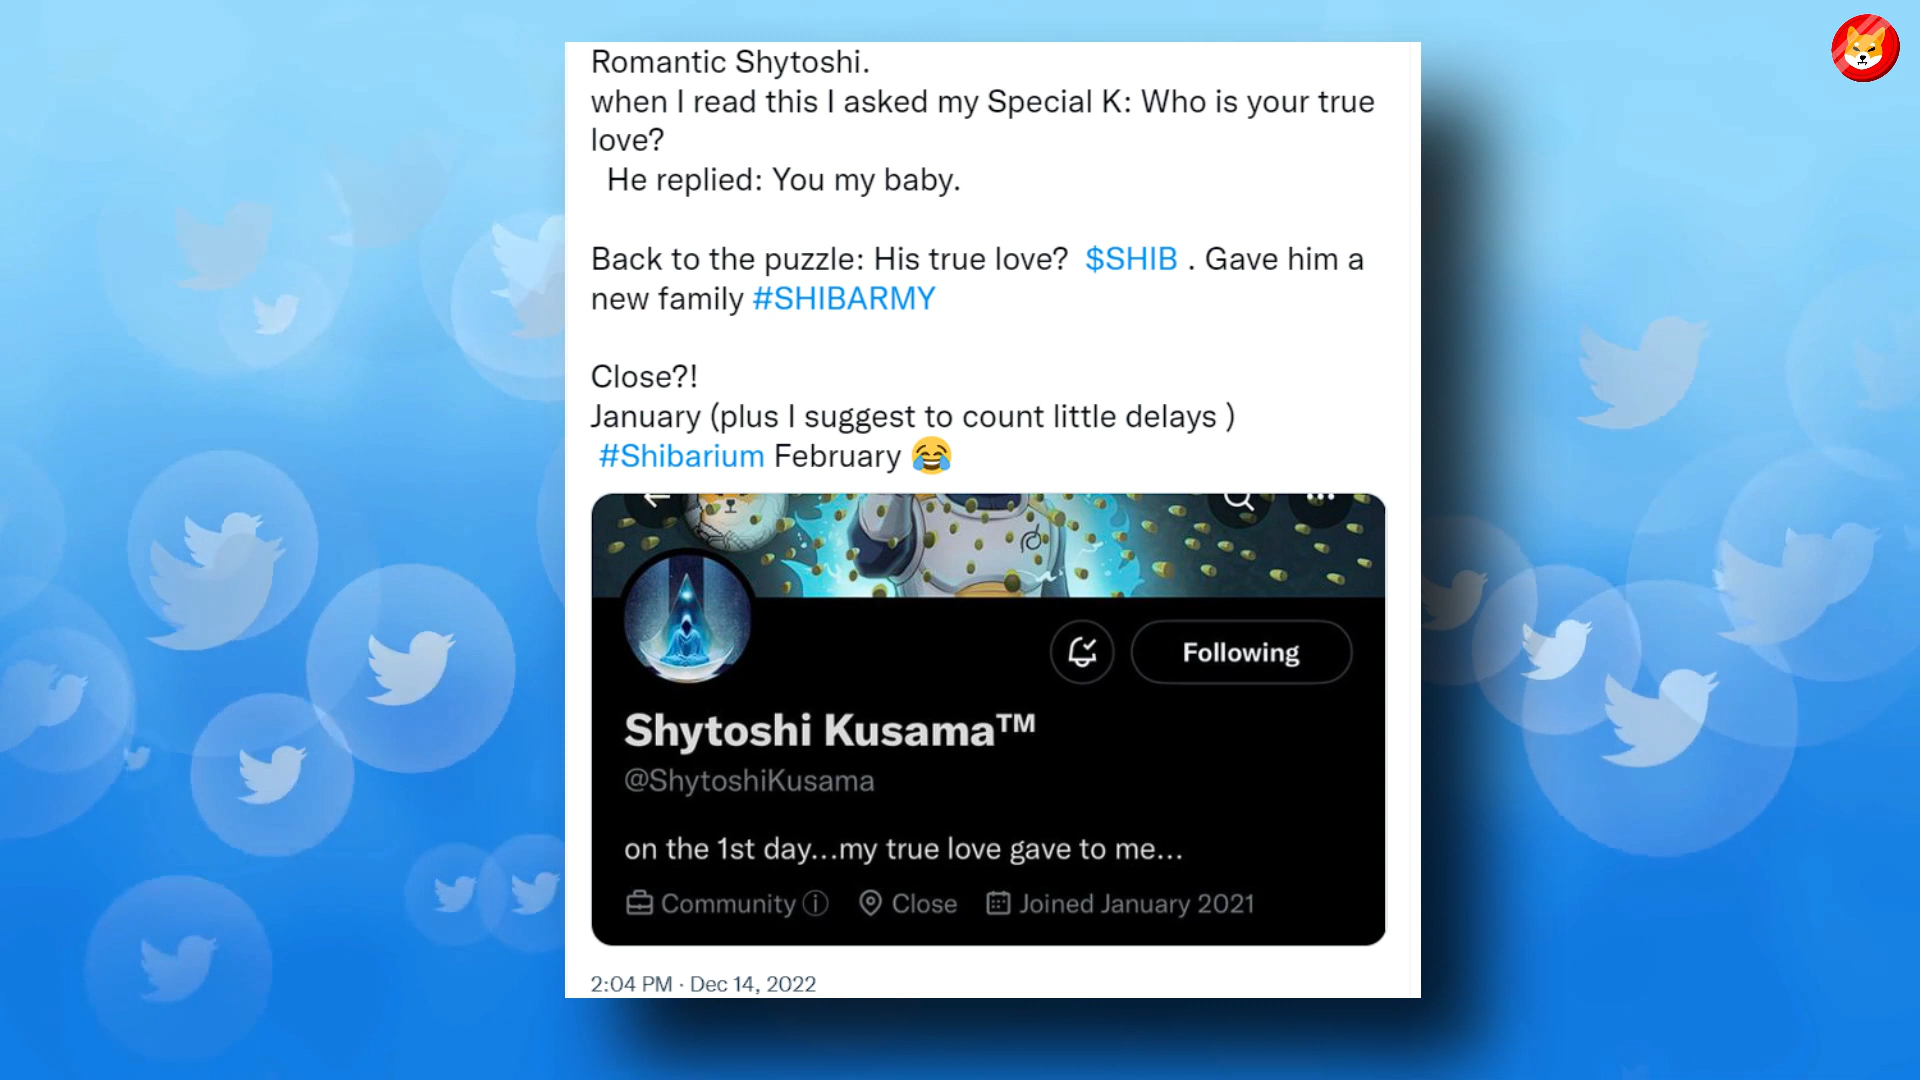 Romantic Shytoshi.
when I read this I asked my Special K: Who is your true
love?
He replied: You my baby.
Back to the puzzle: His true love? $SHIB . Gave him a
new family #SHIBARMY
Close?!
January (plus I suggest to count little delays )
#Shibarium February 😂
Following
Shytoshi Kusama™
@ShytoshiKusama
on the 1st day...my true love gave to me...
Community Close Joined January 2021
2:04 PM · Dec 14, 2022